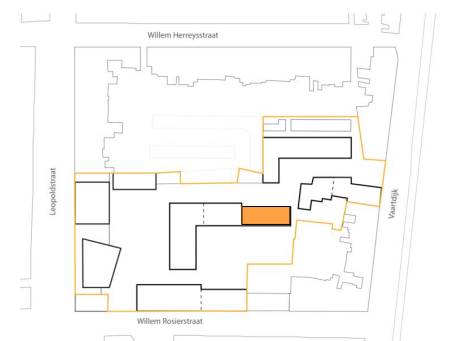 Willem Herreysstraat
Leopoldstraat
Vaartdijk
Willem Rosierstraat